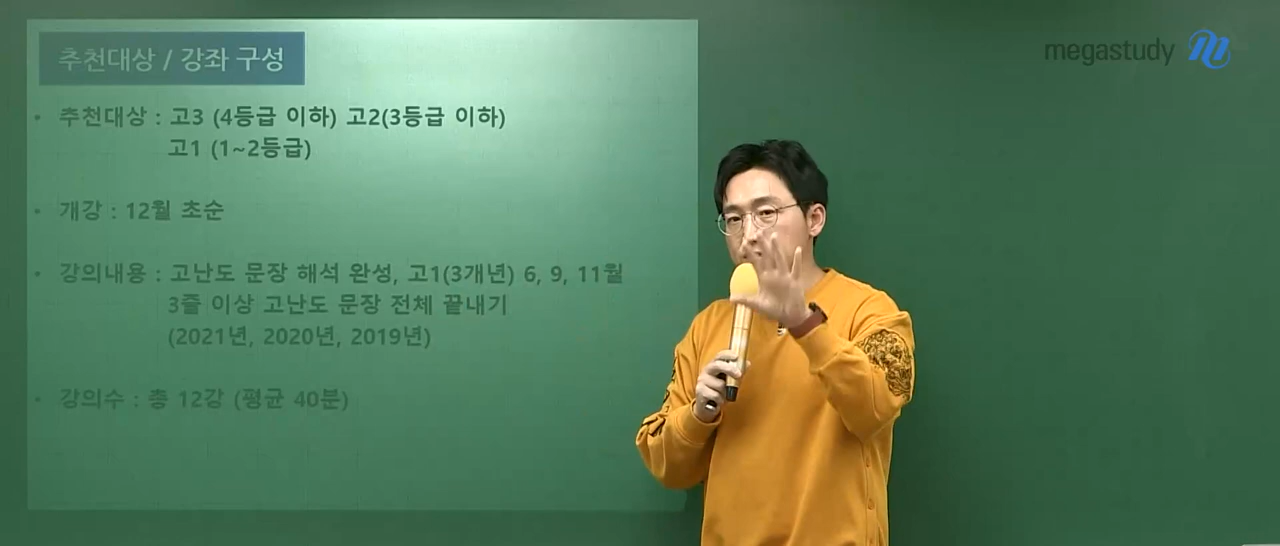 추천대상 / 강좌 구성
megastudy
• 추천대상 : 고3 (4등급 이하) 고2(3등급 이하)
고1 (1~2등급)
• 개강 : 12월 초순
• 강의내용 : 고난도 문장 해석 완성, 고1(3개년) 6, 9, 11월
3줄 이상 고난도 문장 전체 끝내기
(2021년, 2020년, 2019년)
• 강의수 : 총 12강 (평균 40분)